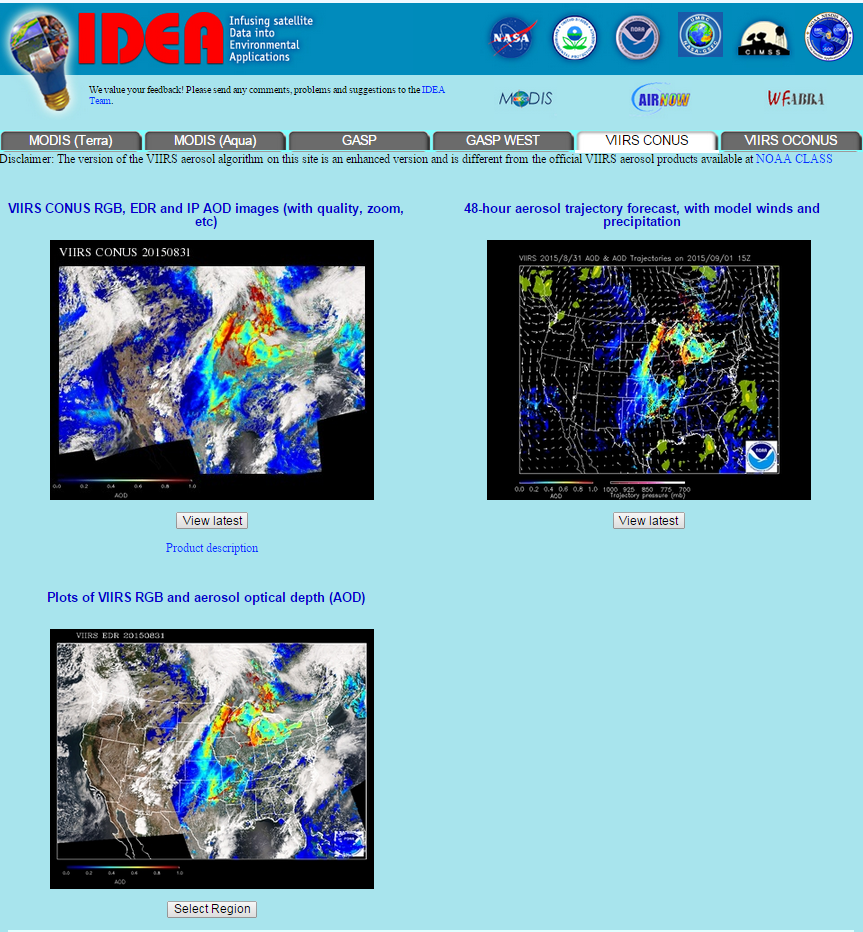 IDEA
Infusing satellite
Data into
Environmental
Applications
NASA
We value your feedback! Please send any comments, problems and suggestions to the IDEA
Team.
MODIS
AIRNOW
WFABBA
CIMSS
MODIS (Terra)
MODIS (Aqua)
GASP
GASP WEST
VIIRS CONUS
VIIRS OCONUS
Disclaimer: The version of the VIIRS aerosol algorithm on this site is an enhanced version and is different from the official VIIRS aerosol products available at NOAA CLASS
VIIRS CONUS RGB, EDR and IP AOD images (with quality, zoom,
etc)
VIIRS CONUS 20150831
0.0 0.2 0.4 0.6 0.8 1.0
AOD
View latest
Product description
48-hour aerosol trajectory forecast, with model winds and
precipitation
VIIRS 2015/8/31 AOD & AOD Trajectories on 2015/09/01 15Z
NOAA
0.0 0.2 0.4 0.6 0.8 1.0 1000 925 850 775 700
AOD Trajectory pressure (mb)
View latest
Plots of VIIRS RGB and aerosol optical depth (AOD)
VIIRS EDR 20150831
0.0 0.2 0.4 0.6 0.8 1.0
AOD
Select Region